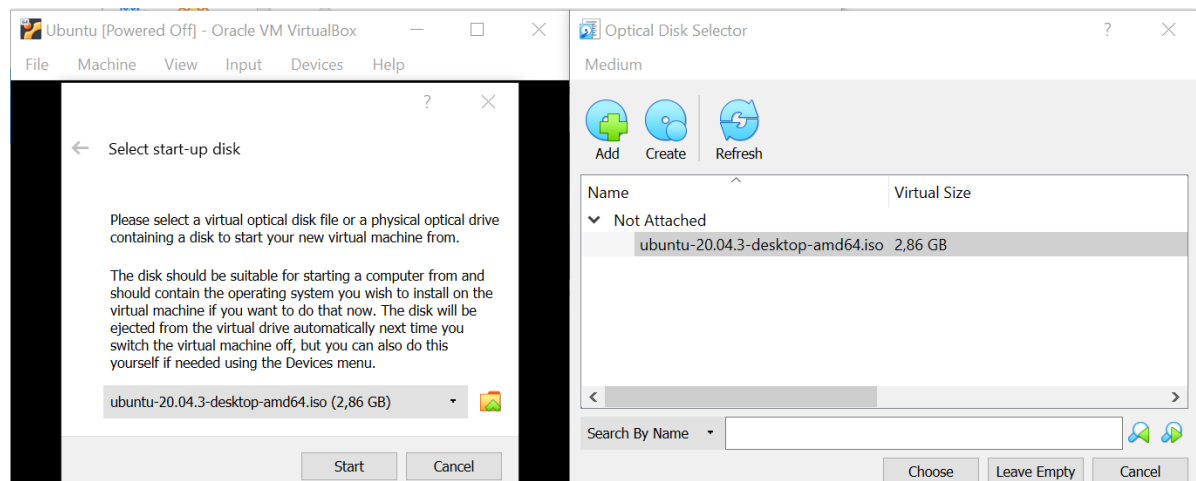 Ubuntu [Powered Off] - Oracle VM VirtualBox
File Machine View Input Devices Help
?
Select start-up disk
Please select a virtual optical disk file or a physical optical drive
containing a disk to start your new virtual machine from.
The disk should be suitable for starting a computer from and
should contain the operating system you wish to install on the
virtual machine if you want to do that now. The disk will be
ejected from the virtual drive automatically next time you
switch the virtual machine off, but you can also do this
yourself if needed using the Devices menu.
ubuntu-20.04.3-desktop-amd64.iso (2,86 GB)
Start Cancel
Optical Disk Selector ?
Medium
Add Create Refresh
Name Virtual Size
Not Attached
ubuntu-20.04.3-desktop-amd64.iso 2,86 GB
Search By Name
Choose Leave Empty Cancel